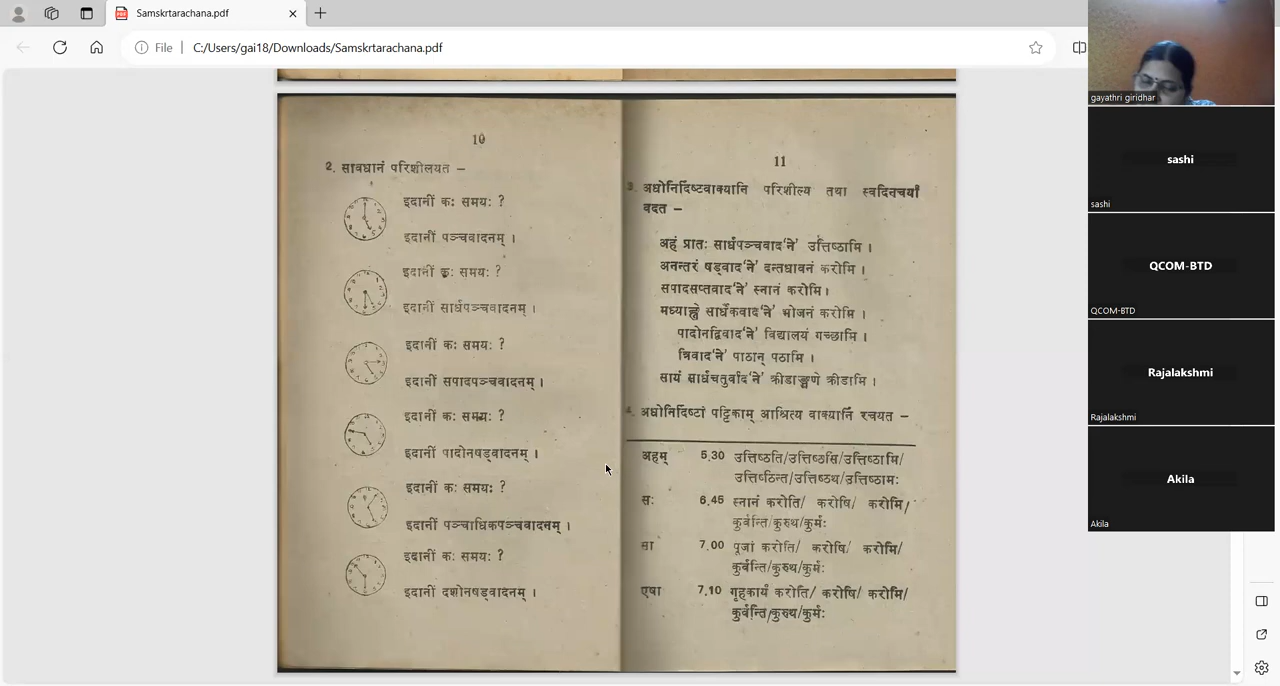 Samskrtarachana.pdf
File | C:/Users/gai18/Downloads/Samskrtarachana.pdf
10
2. सावधानं परिशीलयत –
इदानीं कः समयः ?
इदानीं पञ्चवादनम् ।
इदानीं कः समयः ?
इदानीं सार्धपञ्चवादनम् ।
इदानीं कः समयः ?
इदानीं सपादपञ्चवादनम् ।
इदानीं कः समयः ?
इदानीं पादोनषड्वादनम् ।
इदानीं कः समयः ?
इदानीं पञ्चाधिकपञ्चवादनम् ।
इदानीं कः समयः ?
इदानीं दशोनषड्वादनम् ।
11
3. अधोनिर्दिष्टवाक्यानि परिशील्य तथा स्वदिनचर्यां
वदत –
अहं प्रातः सार्धपञ्चवाद‘ने’ उत्तिष्ठामि ।
अनन्तरं षड्वाद‘ने’ दन्तधावनं करोमि ।
सपादसप्तवाद‘ने’ स्नानं करोमि ।
मध्याह्ने सार्धैकवाद‘ने’ भोजनं करोमि ।
पादोनद्विवाद‘ने’ विद्यालयं गच्छामि ।
त्रिवाद‘ने’ पाठान् पठामि ।
सायं सार्धचतुर्वाद‘ने’ क्रीडाङ्गणे क्रीडामि ।
4. अधोनिर्दिष्टां पट्टिकाम् आश्रित्य वाक्यानि रचयत –
अहम् 5.30 उत्तिष्ठति/उत्तिष्ठसि/उत्तिष्ठामि/
उत्तिष्ठन्ति/उत्तिष्ठथ/उत्तिष्ठामः
सः 6.45 स्नानं करोति/ करोषि/ करोमि/
कुर्वन्ति/कुरुथ/कुर्मः
सा 7.00 पूजां करोति/ करोषि/ करोमि/
कुर्वन्ति/कुरुथ/कुर्मः
एषा 7.10 गृहकार्यं करोति/ करोषि/ करोमि/
कुर्वन्ति/कुरुथ/कुर्मः
gayathri giridhar
sashi
sashi
QCOM-BTD
QCOM-BTD
Rajalakshmi
Rajalakshmi
Akila
Akila